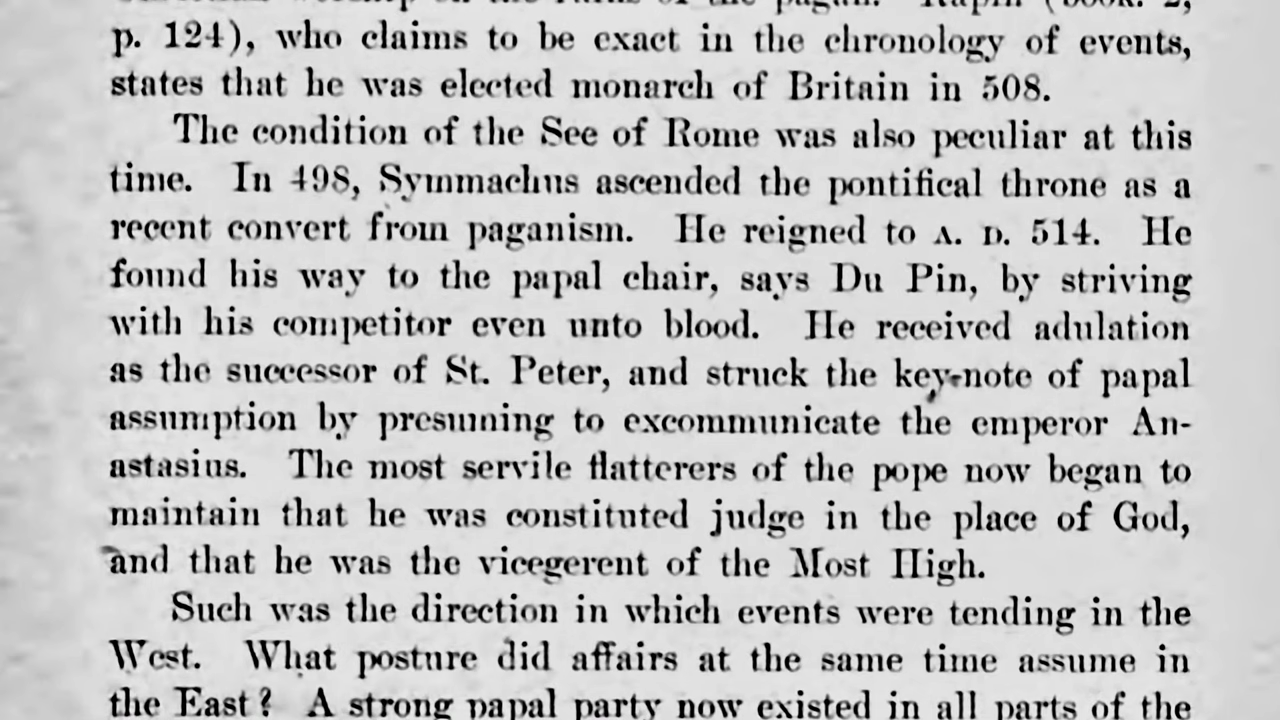 the pagan. Rapin (book. 2,
p. 124), who claims to be exact in the chronology of events,
states that he was elected monarch of Britain in 508.
The condition of the See of Rome was also peculiar at this
time. In 498, Symmachus ascended the pontifical throne as a
recent convert from paganism. He reigned to A. D. 514. He
found his way to the papal chair, says Du Pin, by striving
with his competitor even unto blood. He received adulation
as the successor of St. Peter, and struck the key-note of papal
assumption by presuming to excommunicate the emperor An-
astasius. The most servile flatterers of the pope now began to
maintain that he was constituted judge in the place of God,
and that he was the vicegerent of the Most High.
Such was the direction in which events were tending in the
West. What posture did affairs at the same time assume in
the East? A strong papal party now existed in all parts of the